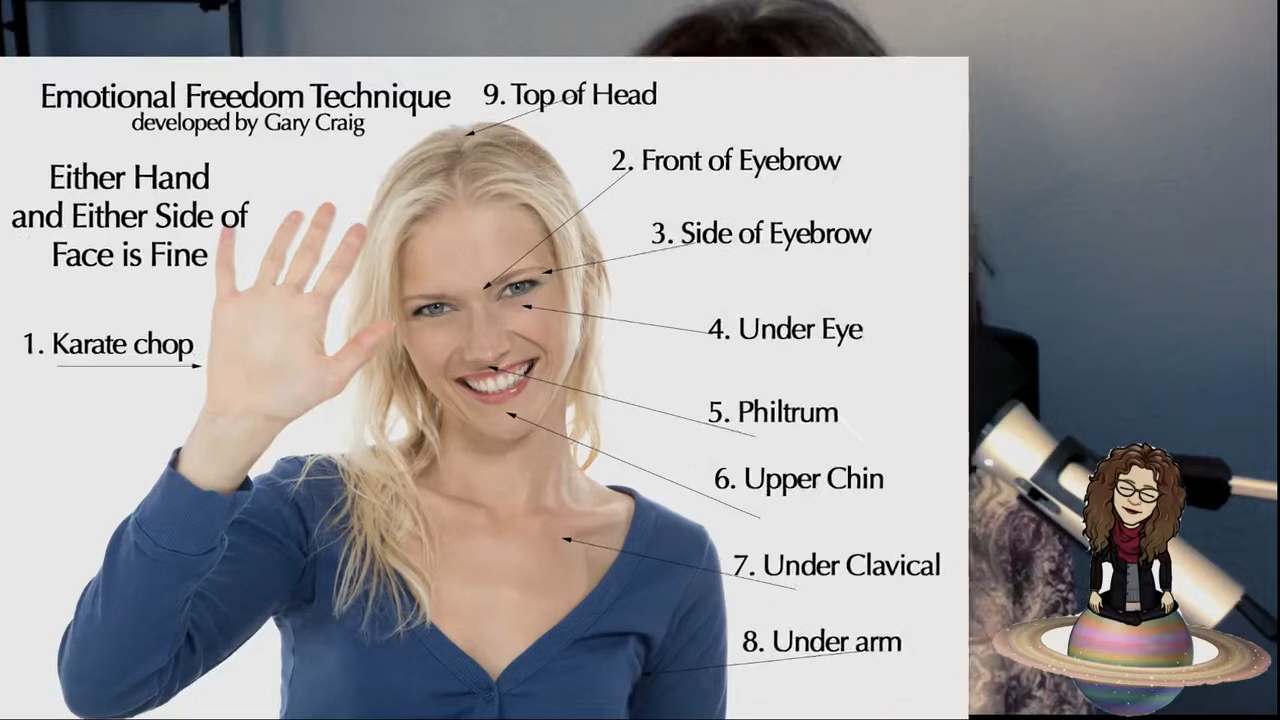 Emotional Freedom Technique
developed by Gary Craig
Either Hand
and Either Side of
Face is Fine
1. Karate chop
9. Top of Head
2. Front of Eyebrow
3. Side of Eyebrow
4. Under Eye
5. Philtrum
6. Upper Chin
7. Under Clavical
8. Under arm